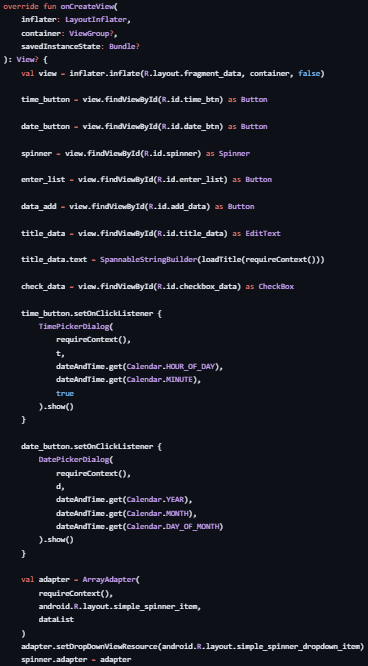 override fun onCreateView(
    inflater: LayoutInflater,
    container: ViewGroup?,
    savedInstanceState: Bundle?
): View? {
    val view = inflater.inflate(R.layout.fragment_data, container, false)
    time_button = view.findViewById(R.id.time_btn) as Button
    date_button = view.findViewById(R.id.date_btn) as Button
    spinner = view.findViewById(R.id.spinner) as Spinner
    enter_list = view.findViewById(R.id.enter_list) as Button
    data_add = view.findViewById(R.id.add_data) as Button
    title_data = view.findViewById(R.id.title_data) as EditText
    title_data.text = SpannableStringBuilder(loadTitle(requireContext()))
    check_data = view.findViewById(R.id.checkbox_data) as CheckBox
    time_button.setOnClickListener {
        TimePickerDialog(
            requireContext(),
            t,
            dateAndTime.get(Calendar.HOUR_OF_DAY),
            dateAndTime.get(Calendar.MINUTE),
            true
        ).show()
    }
    date_button.setOnClickListener {
        DatePickerDialog(
            requireContext(),
            d,
            dateAndTime.get(Calendar.YEAR),
            dateAndTime.get(Calendar.MONTH),
            dateAndTime.get(Calendar.DAY_OF_MONTH)
        ).show()
    }
    val adapter = ArrayAdapter(
        requireContext(),
        android.R.layout.simple_spinner_item,
        dataList
    )
    adapter.setDropDownViewResource(android.R.layout.simple_spinner_dropdown_item)
    spinner.adapter = adapter